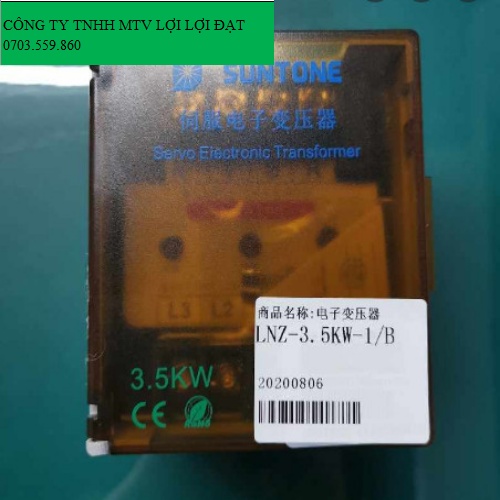 CÔNG TY TNHH MTV LỢI LỢI ĐẠT
0703.559.860
SUNTONE
伺服电子变压器
Servo Electronic Transformer
L3 L2
商品名称:电子变压器
LNZ-3.5KW-1/B
20200806
3.5KW
CE RoHS